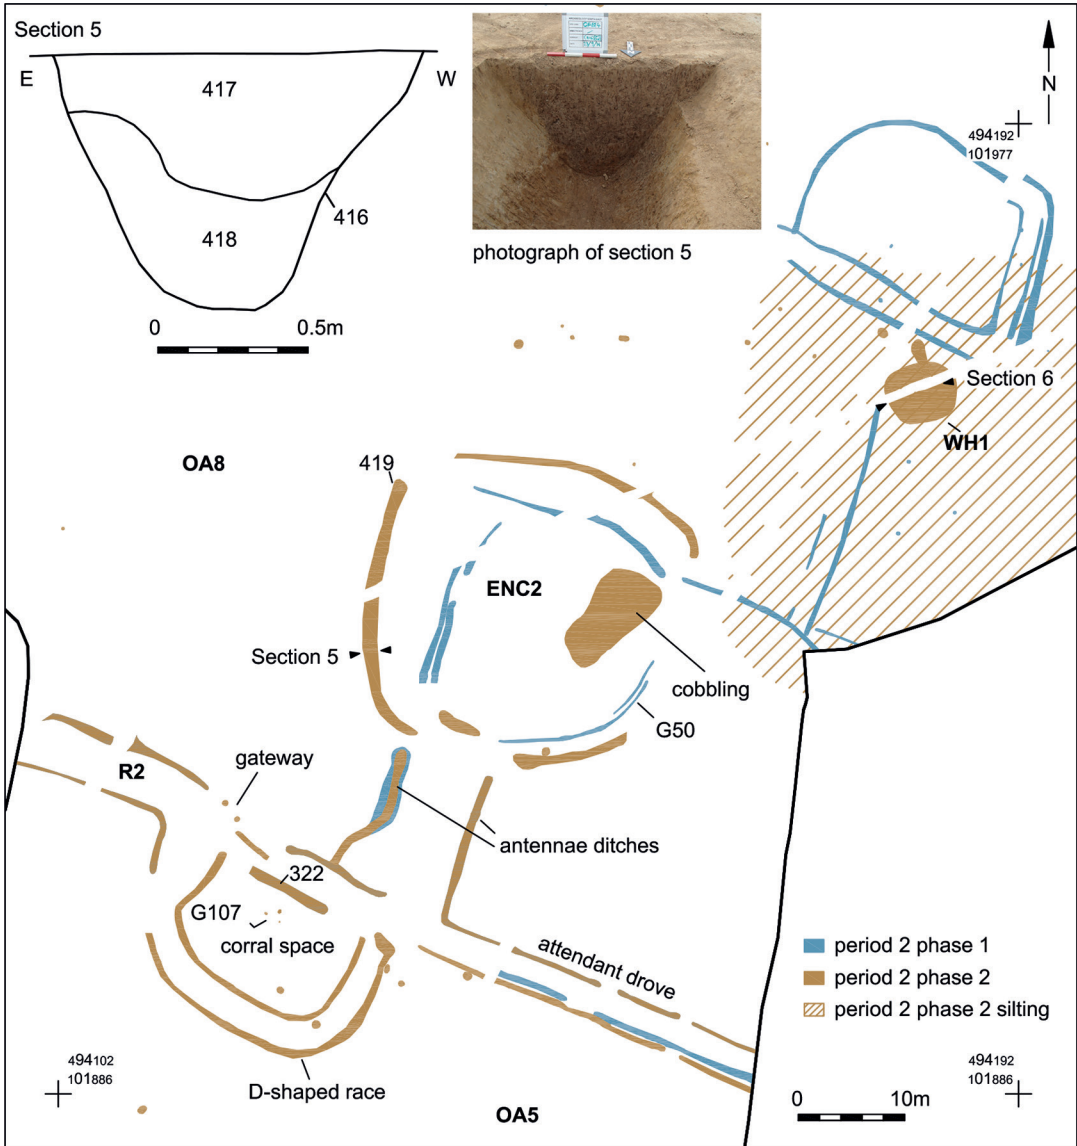 Section 5
E
W
417
416
418
0
0.5m
photograph of section 5
N
494192
101977
Section 6
WH1
OA8
419
ENC2
Section 5
cobbling
G50
R2
gateway
antennae ditches
322
G107
corral space
attendant drove
D-shaped race
OA5
494102
101886
period 2 phase 1
period 2 phase 2
period 2 phase 2 silting
494192
101886
0
10m